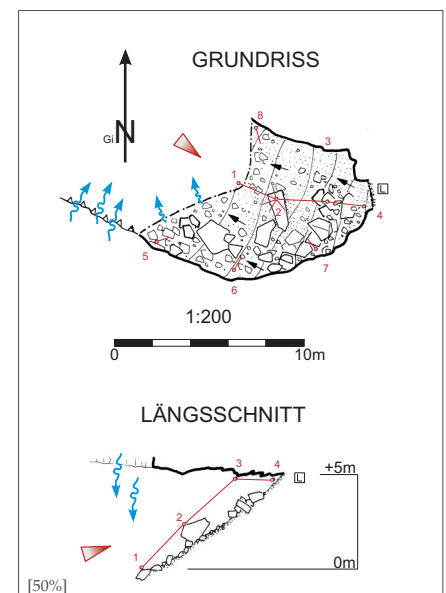 GRUNDRISS
Gi N
8
3
1
2
L
4
5
6
7
1:200
0 10m
LÄNGSSCHNITT
3 4 +5m
L
2
1 0m
[50%]